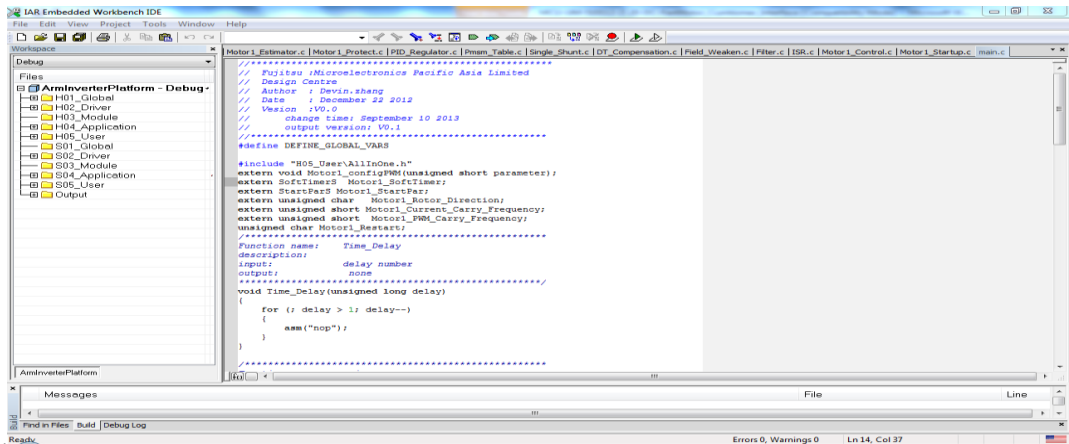 IAR Embedded Workbench IDE
File Edit View Project Tools Window Help
Workspace
Debug
Files
ArmInverterPlatform - Debug
H01_Global
H02_Driver
H03_Module
H04_Application
H05_User
S01_Global
S02_Driver
S03_Module
S04_Application
S05_User
Output
ArmInverterPlatform
Motor1_Estimator.c | Motor1_Protect.c | PID_Regulator.c | Pmsm_Table.c | Single_Shunt.c | DT_Compensation.c | Field_Weaken.c | Filter.c | ISR.c | Motor1_Control.c | Motor1_Startup.c main.c
//**************************************************
// Fujitsu :Microelectronics Pacific Asia Limited
// Design Centre
// Author : Devin.zhang
// Date : December 22 2012
// Vesion :V0.0
// change time: September 10 2013
// output version: V0.1
//**************************************************
#define DEFINE_GLOBAL_VARS
#include "H05_User\AllInOne.h"
extern void Motor1_configPWM(unsigned short parameter);
extern SoftTimerS Motor1_SoftTimer;
extern StartParS Motor1_StartPar;
extern unsigned char Motor1_Rotor_Direction;
extern unsigned short Motor1_Current_Carry_Frequency;
extern unsigned short Motor1_PWM_Carry_Frequency;
unsigned char Motor1_Restart;
/**************************************************
Function name: Time_Delay
description:
input: delay number
output: none
**************************************************/
void Time_Delay(unsigned long delay)
{
for (; delay > 1; delay--)
{
asm("nop");
}
}
/**************************************************
Messages File Line
Build
Find in Files Build Debug Log
Ready Errors 0, Warnings 0 Ln 14, Col 37